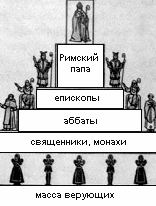 Римский
папа
епископы
аббаты
священники, монахи
масса верующих